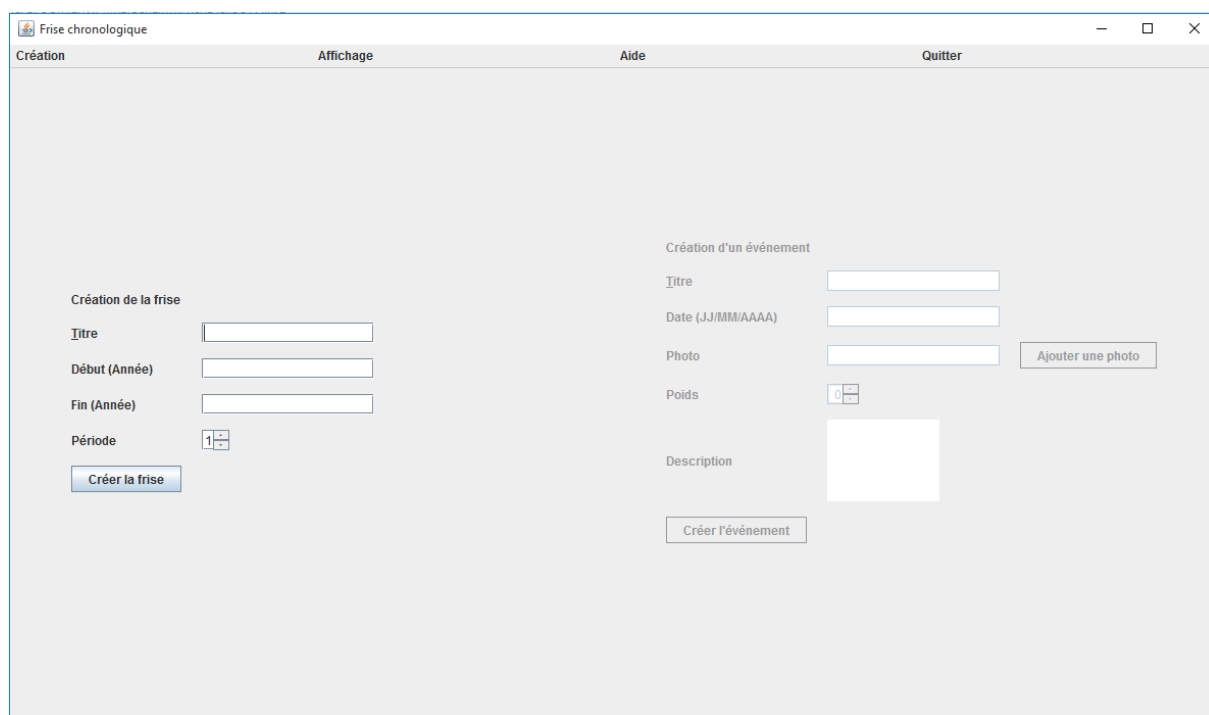 Frise chronologique
Création Affichage Aide Quitter
Création de la frise
Titre
Début (Année)
Fin (Année)
Période 1
Créer la frise
Création d'un événement
Titre
Date (JJ/MM/AAAA)
Photo Ajouter une photo
Poids 0
Description
Créer l'événement